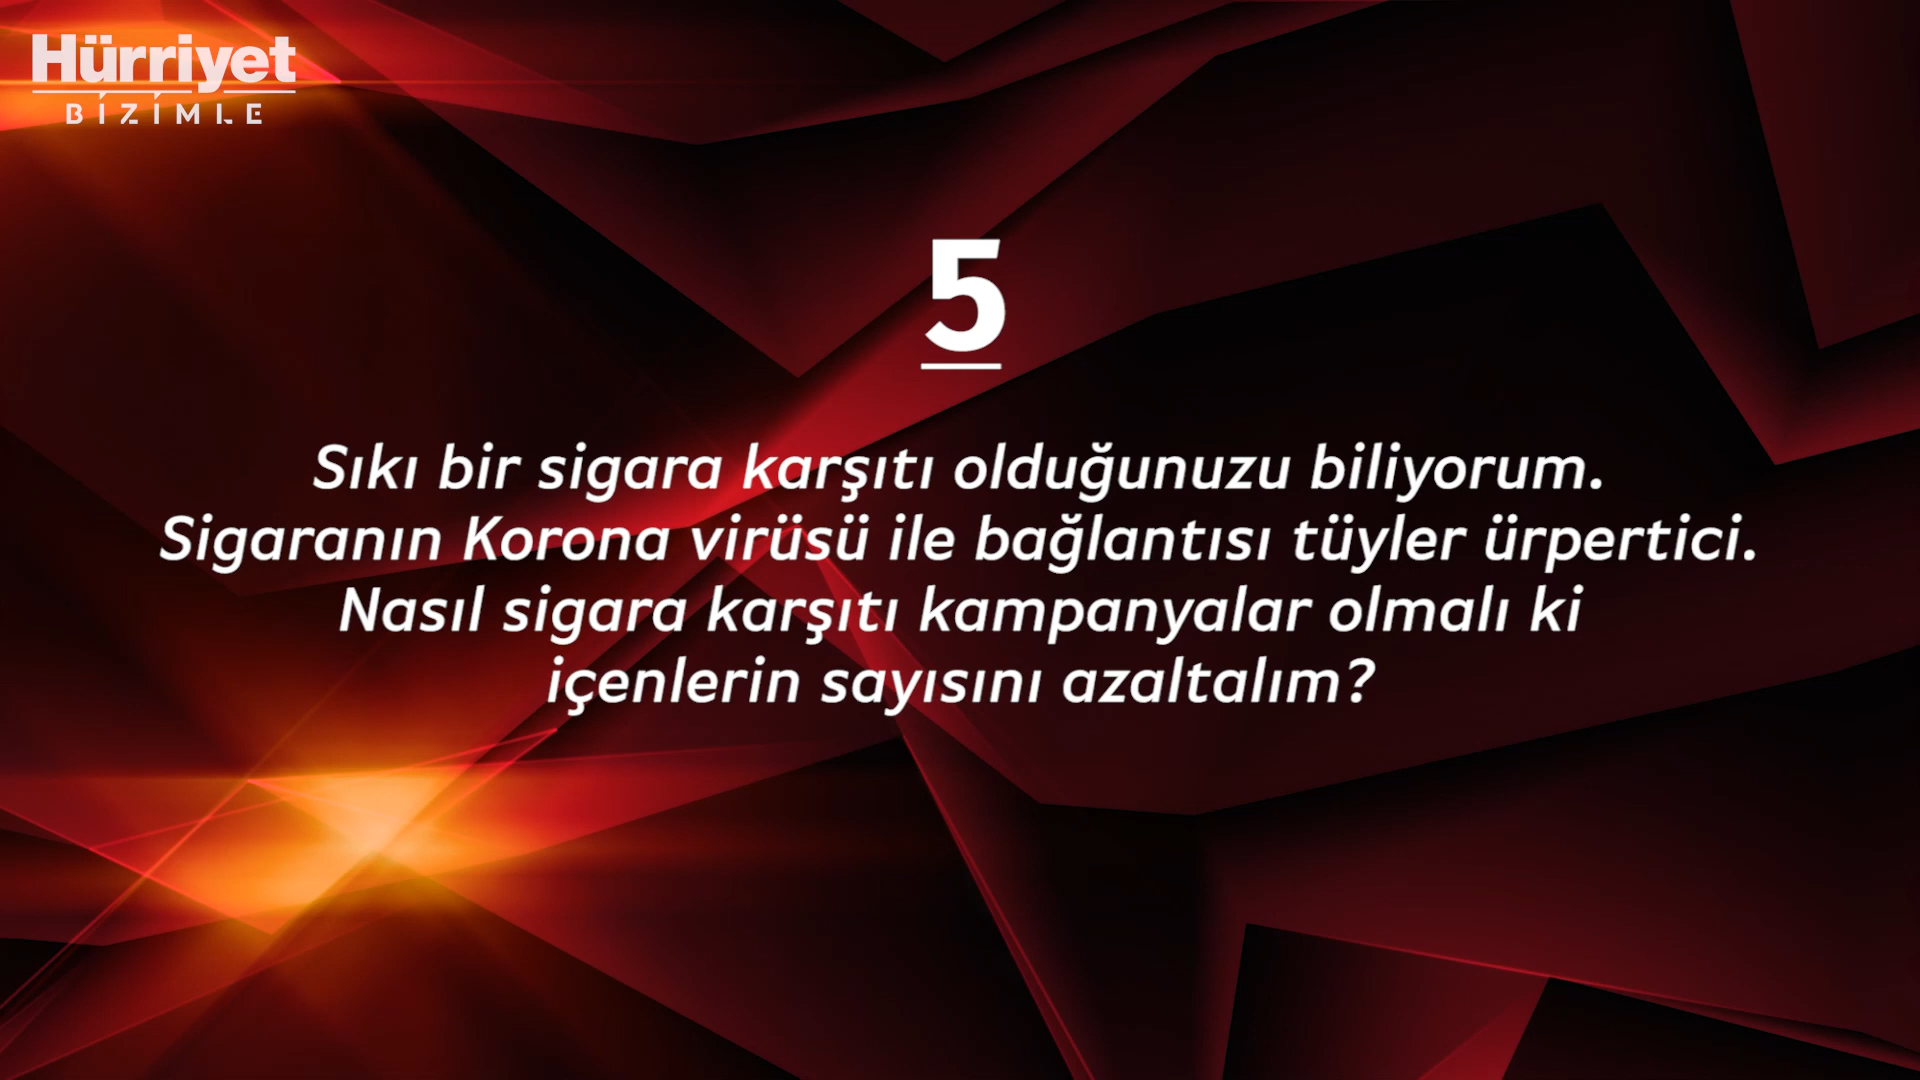 Hürriyet
BİZİMLE
5
Sıkı bir sigara karşıtı olduğunuzu biliyorum.
Sigaranın Korona virüsü ile bağlantısı tüyler ürpertici.
Nasıl sigara karşıtı kampanyalar olmalı ki
içenlerin sayısını azaltalım?